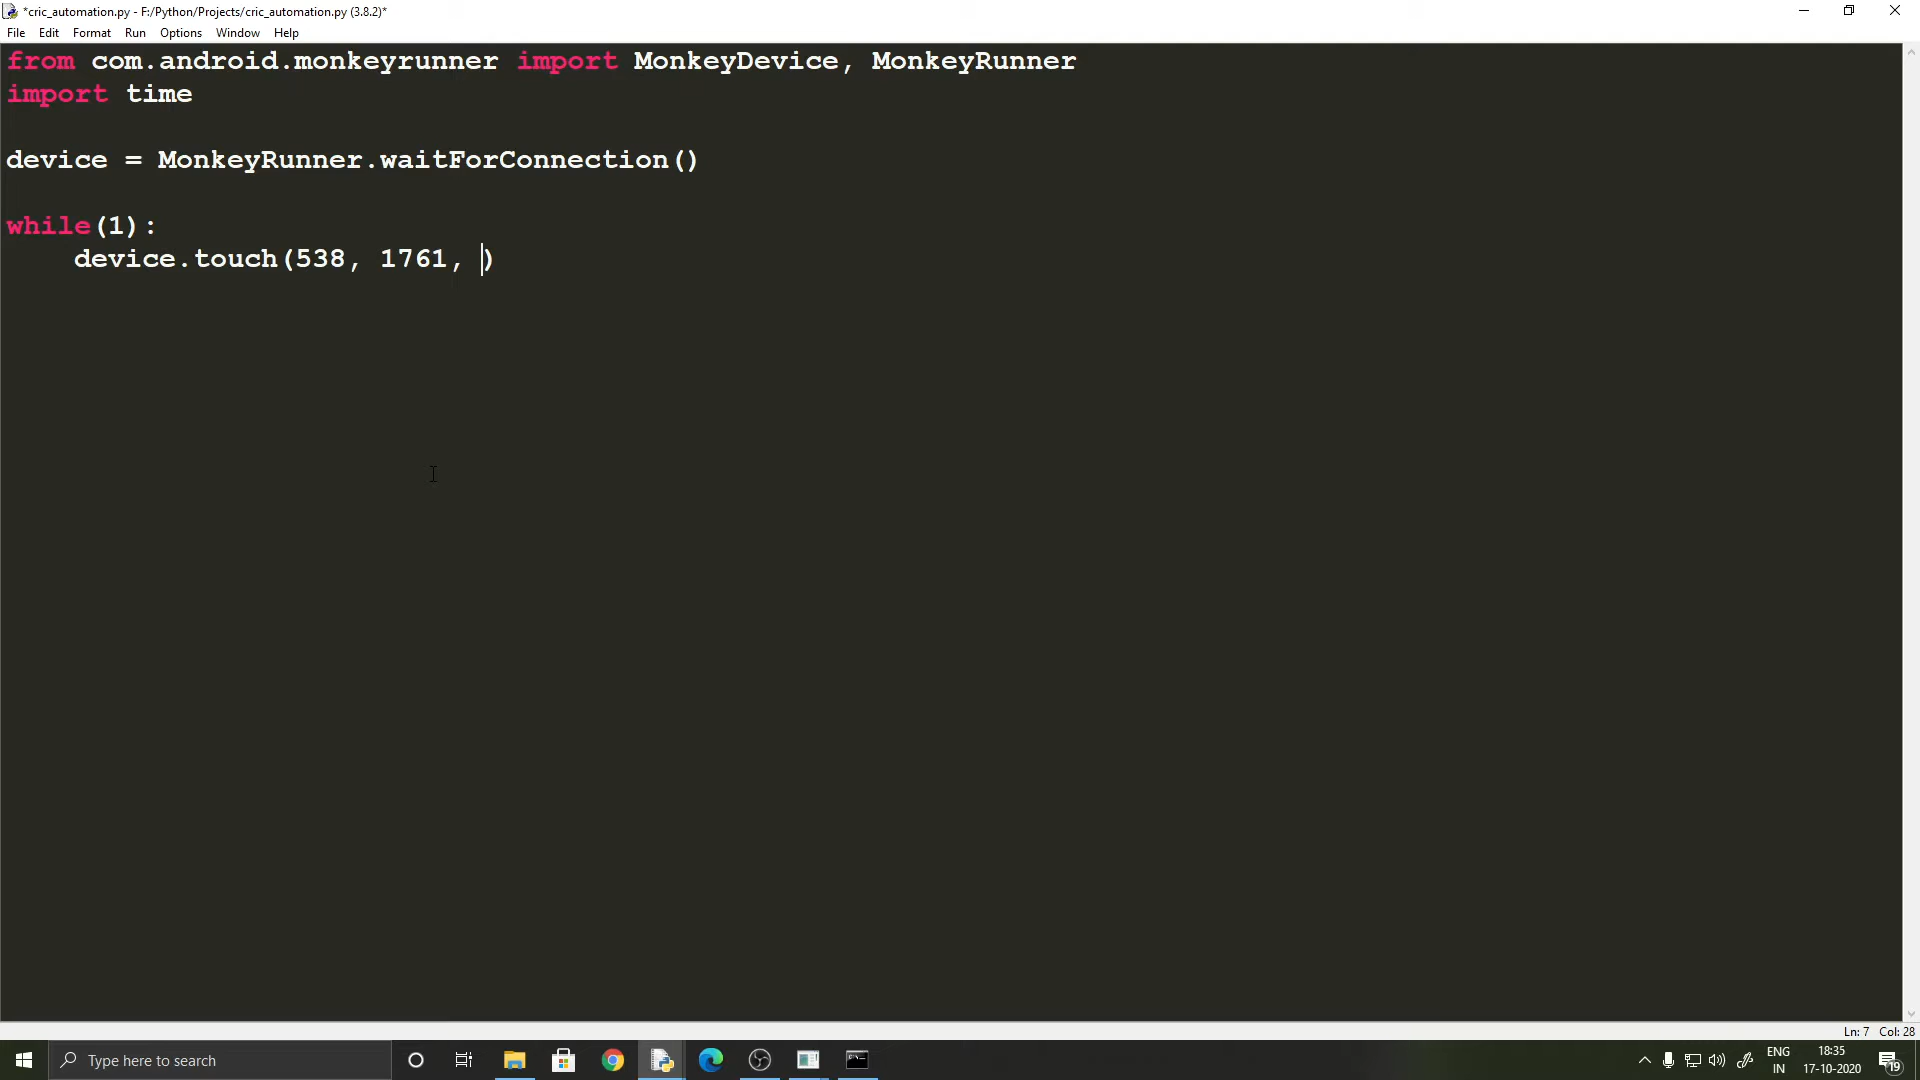 *cric_automation.py - F:/Python/Projects/cric_automation.py (3.8.2)*
File Edit Format Run Options Window Help
from com.android.monkeyrunner import MonkeyDevice, MonkeyRunner
import time
device = MonkeyRunner.waitForConnection()
while(1):
device.touch(538, 1761, )
Ln: 7 Col: 28
Type here to search
ENG
IN
18:35
17-10-2020
19